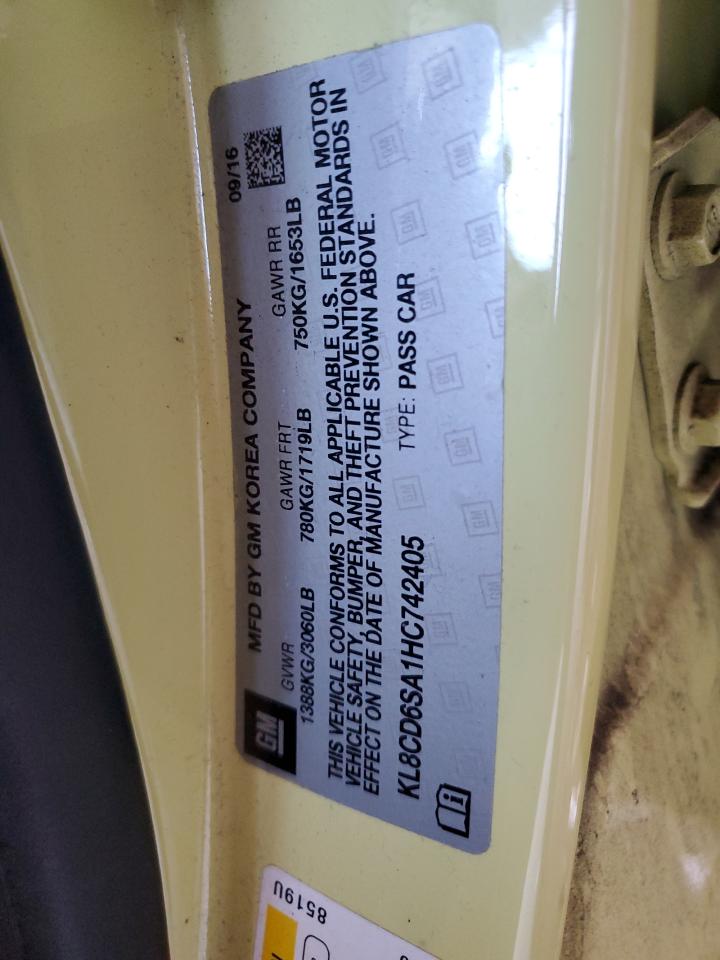 09/16
GM
MFD BY GM KOREA COMPANY
GVWR GAWR FRT GAWR RR
1388KG/3060LB 780KG/1719LB 750KG/1653LB
THIS VEHICLE CONFORMS TO ALL APPLICABLE U.S. FEDERAL MOTOR
VEHICLE SAFETY, BUMPER, AND THEFT PREVENTION STANDARDS IN
EFFECT ON THE DATE OF MANUFACTURE SHOWN ABOVE.
KL8CD6SA1HC742405 TYPE: PASS CAR
8519U